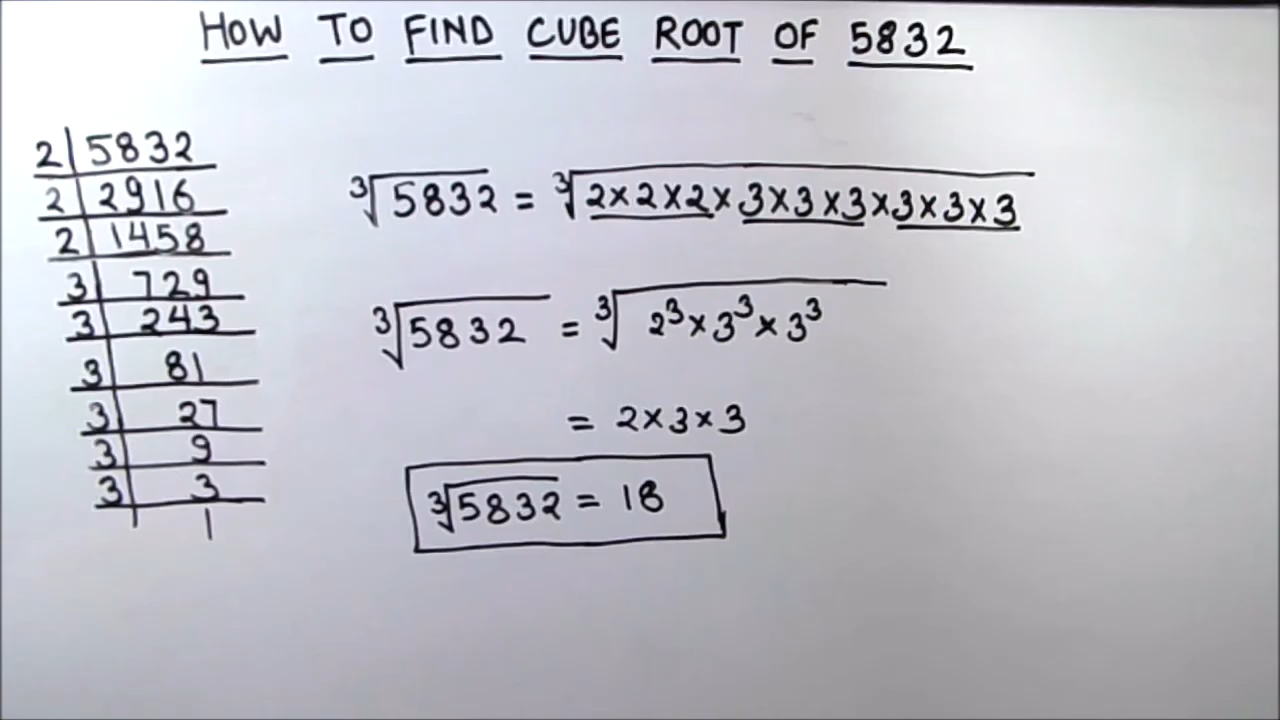 HOW TO FIND CUBE ROOT OF 5832
2 | 5832
2 | 2916
2 | 1458
3 | 729
3 | 243
3 | 81
3 | 27
3 | 9
3 | 3
1
∛5832 = ∛2×2×2×3×3×3×3×3×3
∛5832 = ∛2³×3³×3³
= 2×3×3
∛5832 = 18